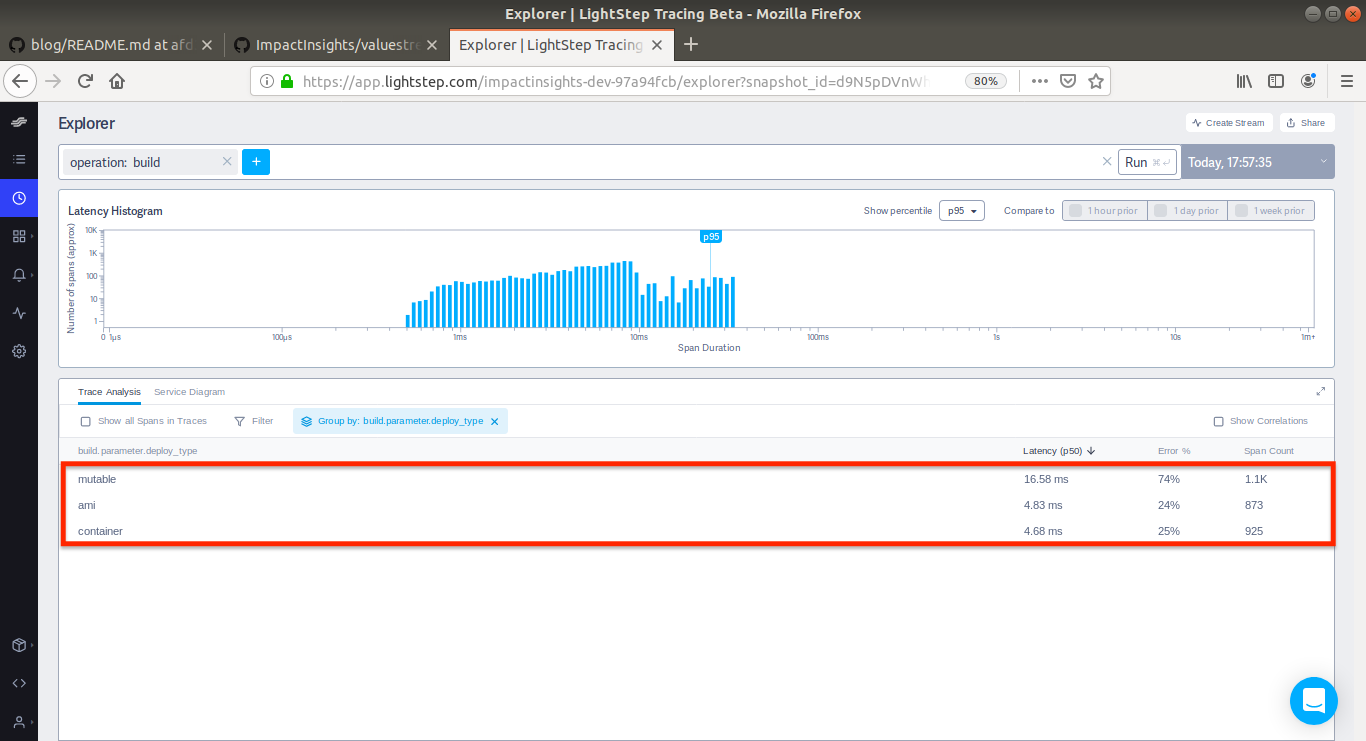 Explorer | LightStep Tracing Beta - Mozilla Firefox
blog/README.md at afd
ImpactInsights/valuestre
Explorer | LightStep Tracing
https://app.lightstep.com/impactinsights-dev-97a94fcb/explorer?snapshot_id=d9N5pDVnWh
80%
Explorer
Create Stream
Share
operation: build
+
Run
Today, 17:57:35
Latency Histogram
Show percentile
p95
Compare to
1 hour prior
1 day prior
1 week prior
Number of spans (approx)
10K
1K
100
10
1
p95
0 1μs 100μs 1ms 10ms 100ms 1s 10s 1m+
Span Duration
Trace Analysis
Service Diagram
Show all Spans in Traces
Filter
Group by: build.parameter.deploy_type
Show Correlations
build.parameter.deploy_type Latency (p50) Error % Span Count
mutable 16.58 ms 74% 1.1K
ami 4.83 ms 24% 873
container 4.68 ms 25% 925